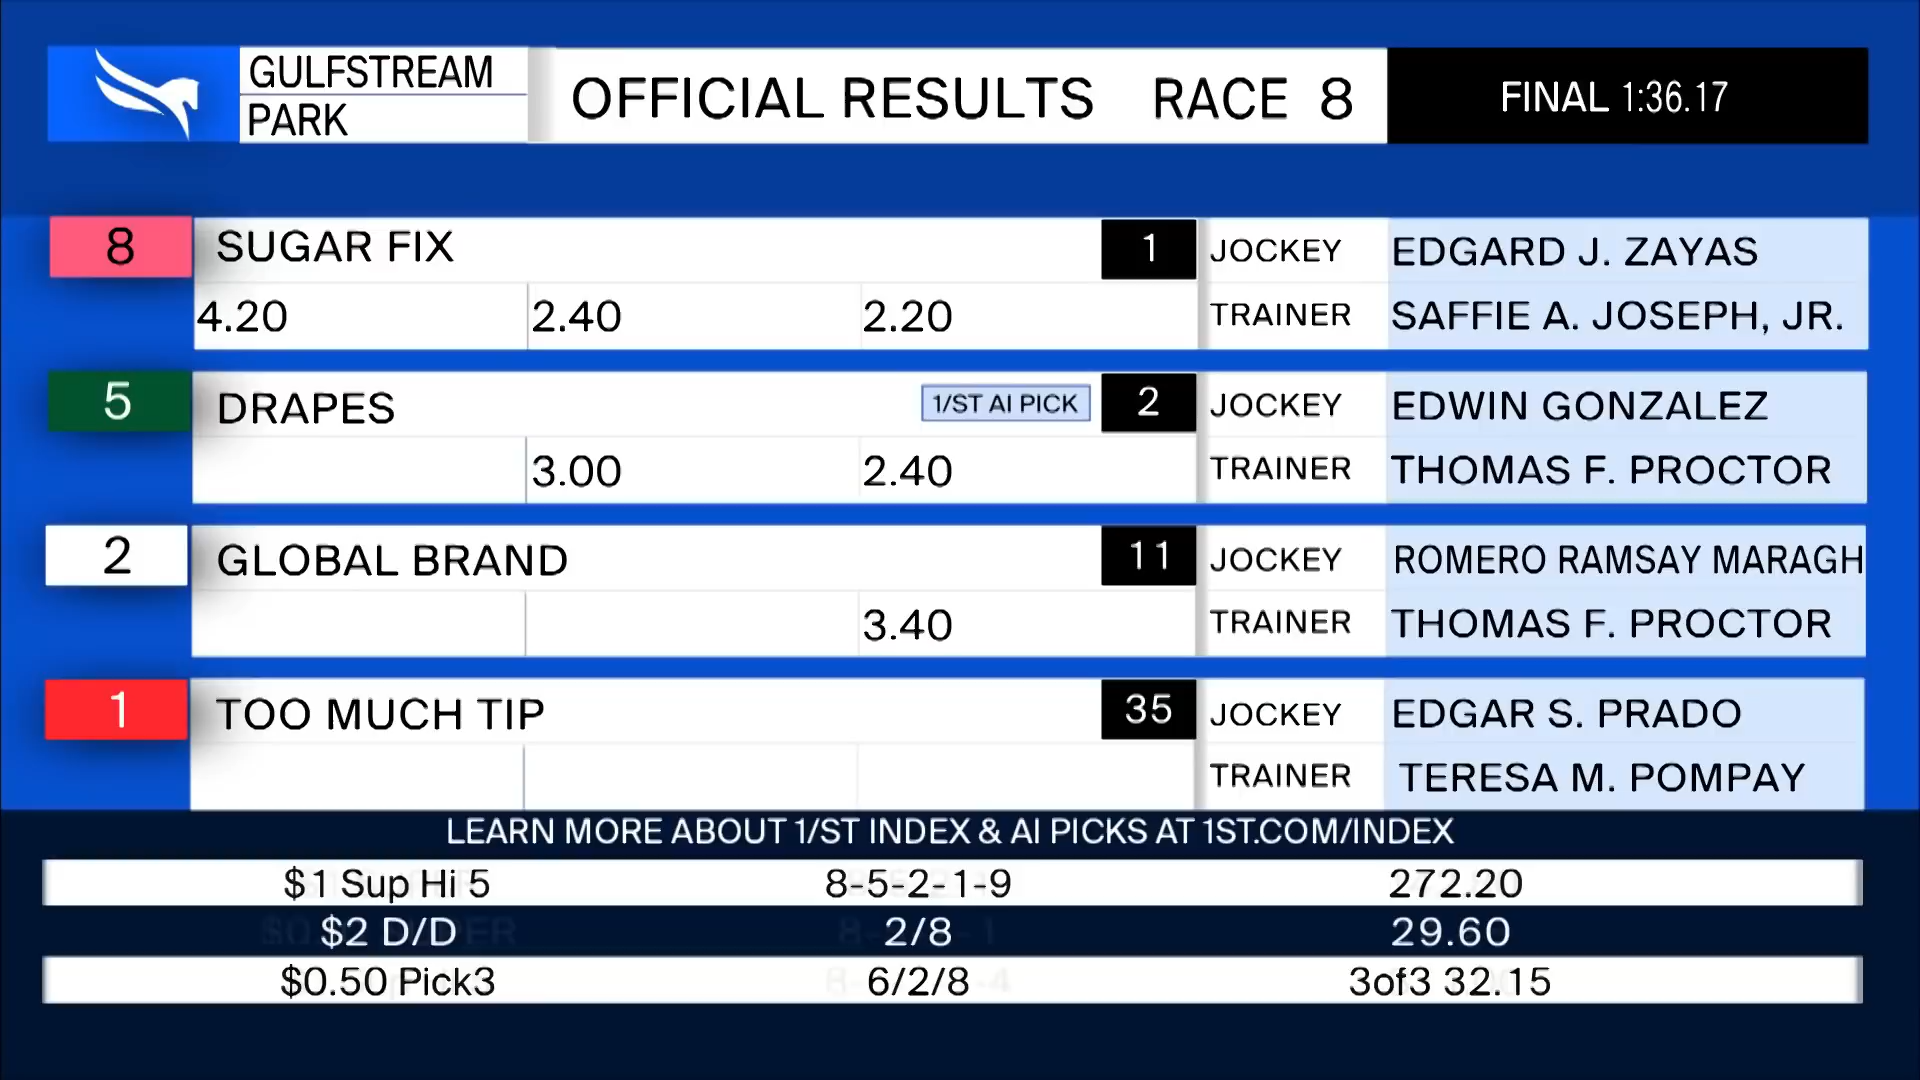 GULFSTREAM
PARK
OFFICIAL RESULTS RACE 8
FINAL 1:36.17
8 SUGAR FIX 1 JOCKEY EDGARD J. ZAYAS
4.20 2.40 2.20 TRAINER SAFFIE A. JOSEPH, JR.
5 DRAPES 1/ST AI PICK 2 JOCKEY EDWIN GONZALEZ
3.00 2.40 TRAINER THOMAS F. PROCTOR
2 GLOBAL BRAND 11 JOCKEY ROMERO RAMSAY MARAGH
3.40 TRAINER THOMAS F. PROCTOR
1 TOO MUCH TIP 35 JOCKEY EDGAR S. PRADO
TRAINER TERESA M. POMPAY
LEARN MORE ABOUT 1/ST INDEX & AI PICKS AT 1ST.COM/INDEX
$1 Sup Hi 5 8-5-2-1-9 272.20
$2 D/D 2/8 29.60
$0.50 Pick3 6/2/8 3of3 32.15